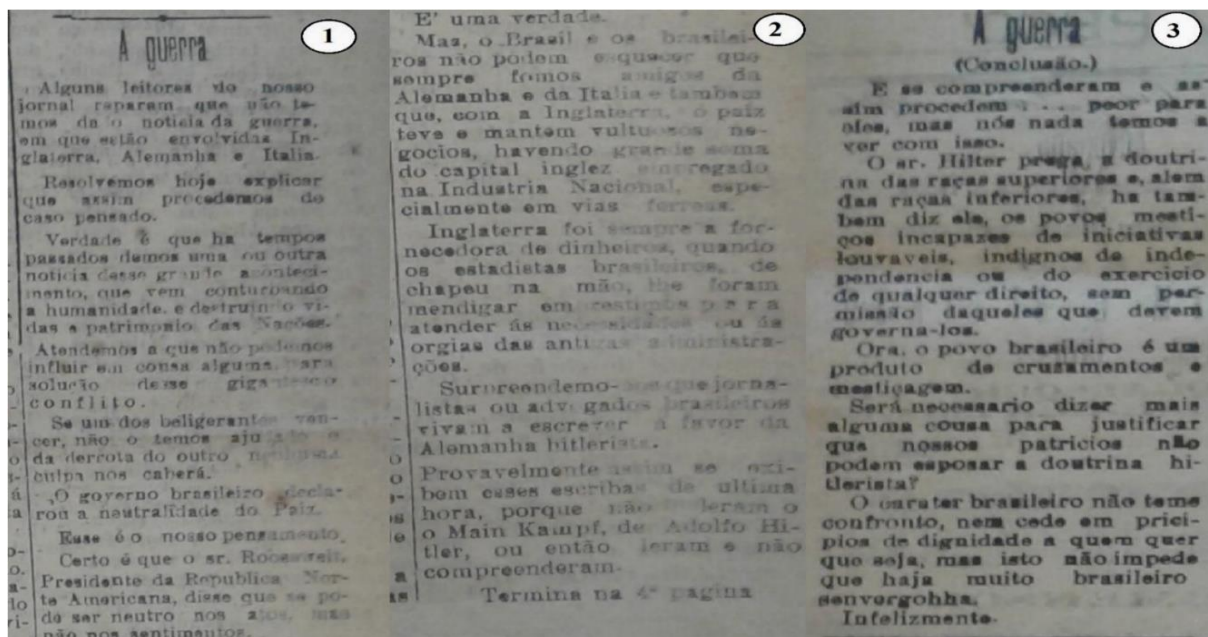 1
A guerra
Alguns leitores do nosso
jornal reparam que não te-
mos da o noticia da guerra,
em que estão envolvidas In-
glaterra, Alemanha e Italia.
Resolvemos hoje explicar
que assim procedemos de
caso pensado.
Verdade é que ha tempos
passados demos uma ou outra
noticia desse grande aconteci-
mento, que vem conturbando
a humanidade, e destruindo vi-
das e patrimonio das Nações.
Atendemos a que não podemos
influir em cousa alguma para
solução desse gigantesco
conflito.
Se um dos beligerantes ven-
cer, não o temos ajudado e
da derrota do outro nenhuma
culpa nos caberá.
O governo brasileiro decla-
rou a neutralidade do Paiz.
Esse é o nosso pensamento.
Certo é que o sr. Roosevelt,
Presidente da Republica Nor-
te Americana, disse que se po-
de ser neutro nos atos, mas
não nos sentimentos.
2
E' uma verdade.
Mas, o Brasil e os brasilei-
ros não podem esquecer que
sempre fomos amigos da
Alemanha e da Italia e tambem
que, com a Inglaterra, o paiz
teve e mantem vultuosos ne-
gocios, havendo grande soma
do capital inglez empregado
na Industria Nacional, espe-
cialmente em vias ferreas.
Inglaterra foi sempre a for-
necedora de dinheiros, quando
os estadistas brasileiros, de
chapeu na mão, lhe foram
mendigar emprestimos para
atender ás necessidades ou ás
orgias das antigas administra-
ções.
Surpreendemo-nos que jorna-
listas ou advogados brasileiros
vivam a escrever a favor da
Alemanha hitlerista.
Provavelmente assim se exi-
bem esses escribas de ultima
hora, porque não leram o
o Main Kampf, de Adolfo Hi-
tler, ou então leram e não
compreenderam.
Termina na 4ª pagina
3
A guerra
(Conclusão.)
E se compreenderam e as-
sim procedem . . . peor para
eles, mas nós nada temos a
ver com isso.
O sr. Hilter prega a doutri-
na das raças superiores e, alem
das raças inferiores, ha tam-
bem diz ele, os povos mesti-
ços incapazes de iniciativas
louvaveis, indignos de inde-
pendencia ou do exercicio
de qualquer direito, sem per-
missão daqueles que devem
governa-los.
Ora, o povo brasileiro é um
produto de cruzamentos e
mestiçagem.
Será necessario dizer mais
alguma cousa para justificar
que nossos patricios não
podem esposar a doutrina hi-
tlerista?
O carater brasileiro não teme
confronto, nem cede em prici-
pios de dignidade a quem quer
que seja, mas isto não impede
que haja muito brasileiro
senvergohha.
Infelizmente.